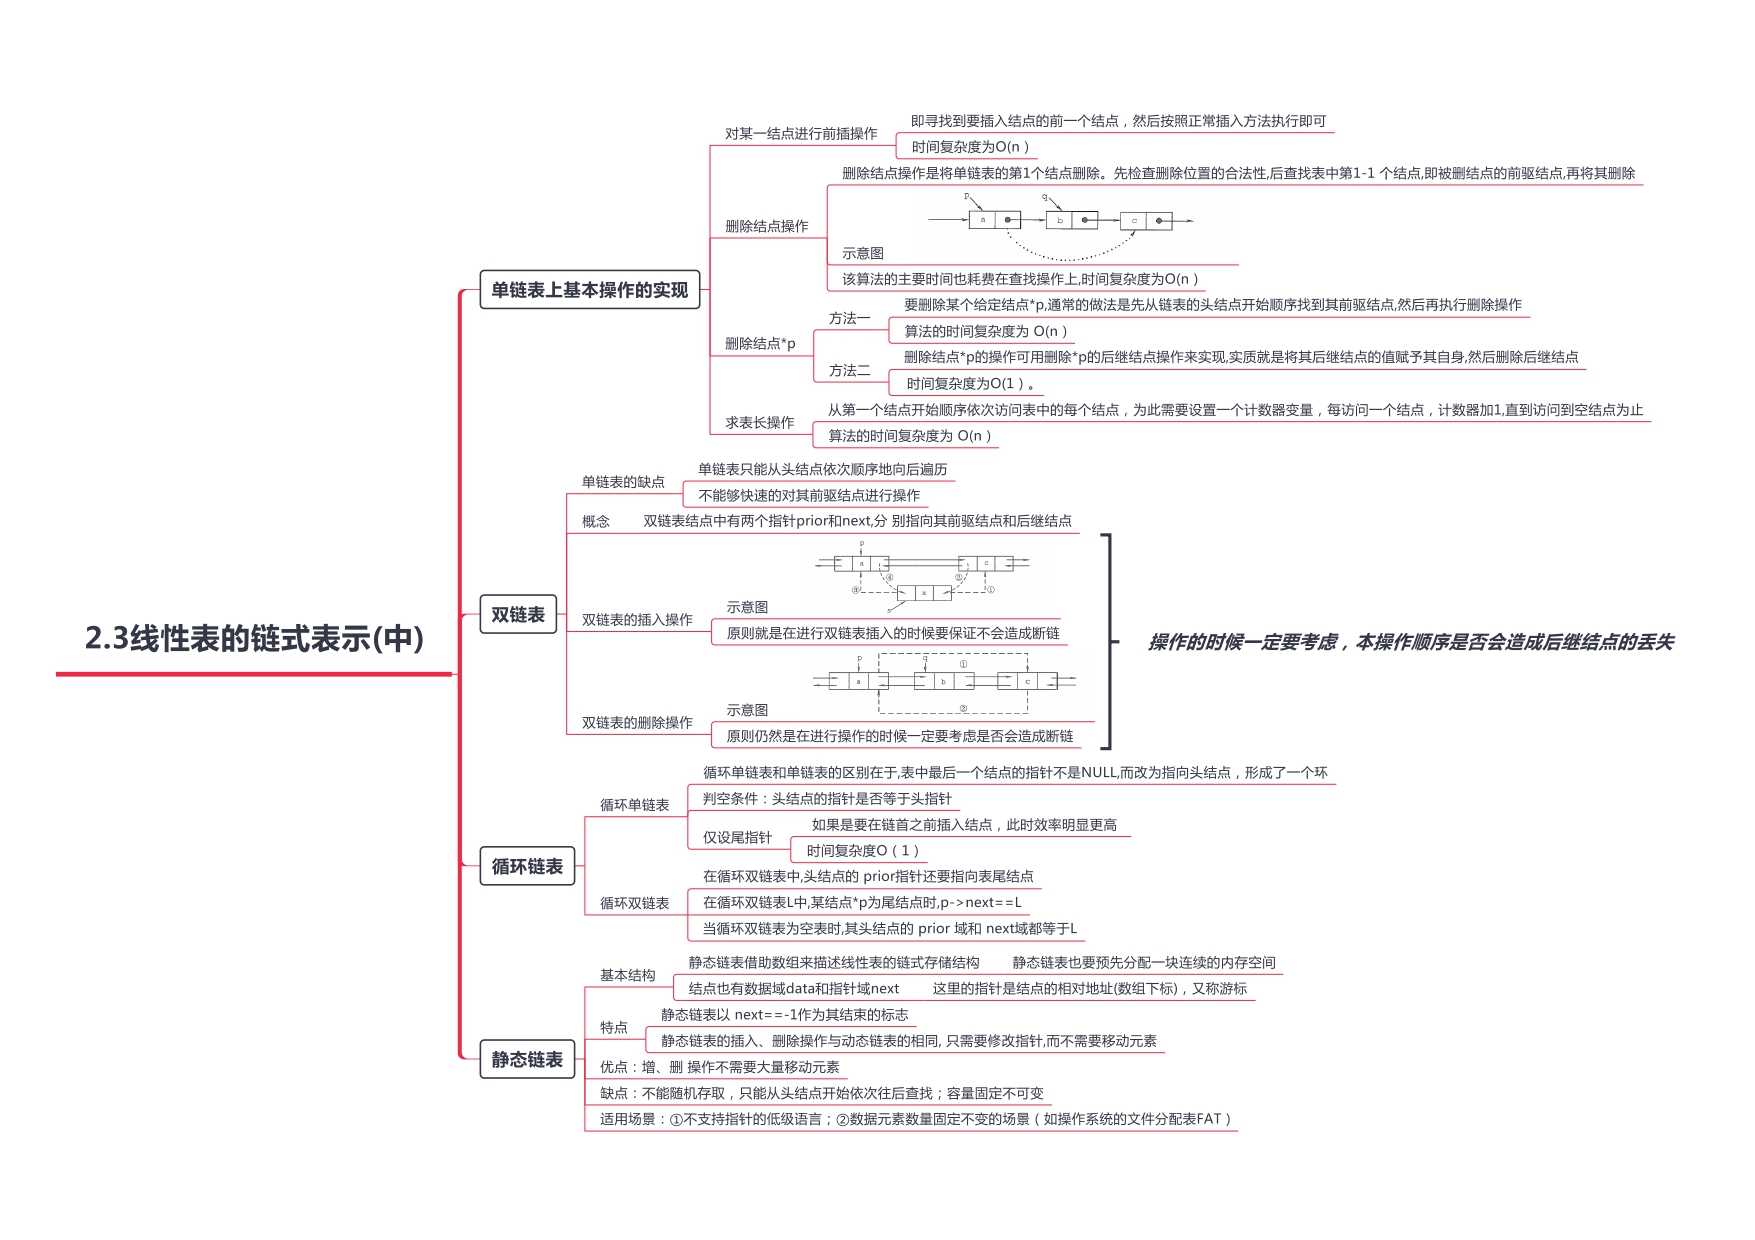 2.3线性表的链式表示(中)
单链表上基本操作的实现
对某一结点进行前插操作
即寻找到要插入结点的前一个结点，然后按照正常插入方法执行即可
时间复杂度为O(n）
删除结点操作
删除结点操作是将单链表的第1个结点删除。先检查删除位置的合法性,后查找表中第1-1 个结点,即被删结点的前驱结点,再将其删除
p
q
a
b
c
示意图
该算法的主要时间也耗费在查找操作上,时间复杂度为O(n）
删除结点*p
方法一
要删除某个给定结点*p,通常的做法是先从链表的头结点开始顺序找到其前驱结点,然后再执行删除操作
算法的时间复杂度为 O(n）
方法二
删除结点*p的操作可用删除*p的后继结点操作来实现,实质就是将其后继结点的值赋予其自身,然后删除后继结点
时间复杂度为O(1）。
求表长操作
从第一个结点开始顺序依次访问表中的每个结点，为此需要设置一个计数器变量，每访问一个结点，计数器加1,直到访问到空结点为止
算法的时间复杂度为 O(n）
双链表
单链表的缺点
单链表只能从头结点依次顺序地向后遍历
不能够快速的对其前驱结点进行操作
概念
双链表结点中有两个指针prior和next,分 别指向其前驱结点和后继结点
双链表的插入操作
p
a
c
④
②
③
x
①
s
示意图
原则就是在进行双链表插入的时候要保证不会造成断链
双链表的删除操作
p
q
①
a
b
c
②
示意图
原则仍然是在进行操作的时候一定要考虑是否会造成断链
操作的时候一定要考虑，本操作顺序是否会造成后继结点的丢失
循环链表
循环单链表
循环单链表和单链表的区别在于,表中最后一个结点的指针不是NULL,而改为指向头结点，形成了一个环
判空条件：头结点的指针是否等于头指针
仅设尾指针
如果是要在链首之前插入结点，此时效率明显更高
时间复杂度O（1）
循环双链表
在循环双链表中,头结点的 prior指针还要指向表尾结点
在循环双链表L中,某结点*p为尾结点时,p->next==L
当循环双链表为空表时,其头结点的 prior 域和 next域都等于L
静态链表
基本结构
静态链表借助数组来描述线性表的链式存储结构
静态链表也要预先分配一块连续的内存空间
结点也有数据域data和指针域next
这里的指针是结点的相对地址(数组下标)，又称游标
特点
静态链表以 next==-1作为其结束的标志
静态链表的插入、删除操作与动态链表的相同, 只需要修改指针,而不需要移动元素
优点：增、删 操作不需要大量移动元素
缺点：不能随机存取，只能从头结点开始依次往后查找；容量固定不可变
适用场景：①不支持指针的低级语言；②数据元素数量固定不变的场景（如操作系统的文件分配表FAT）